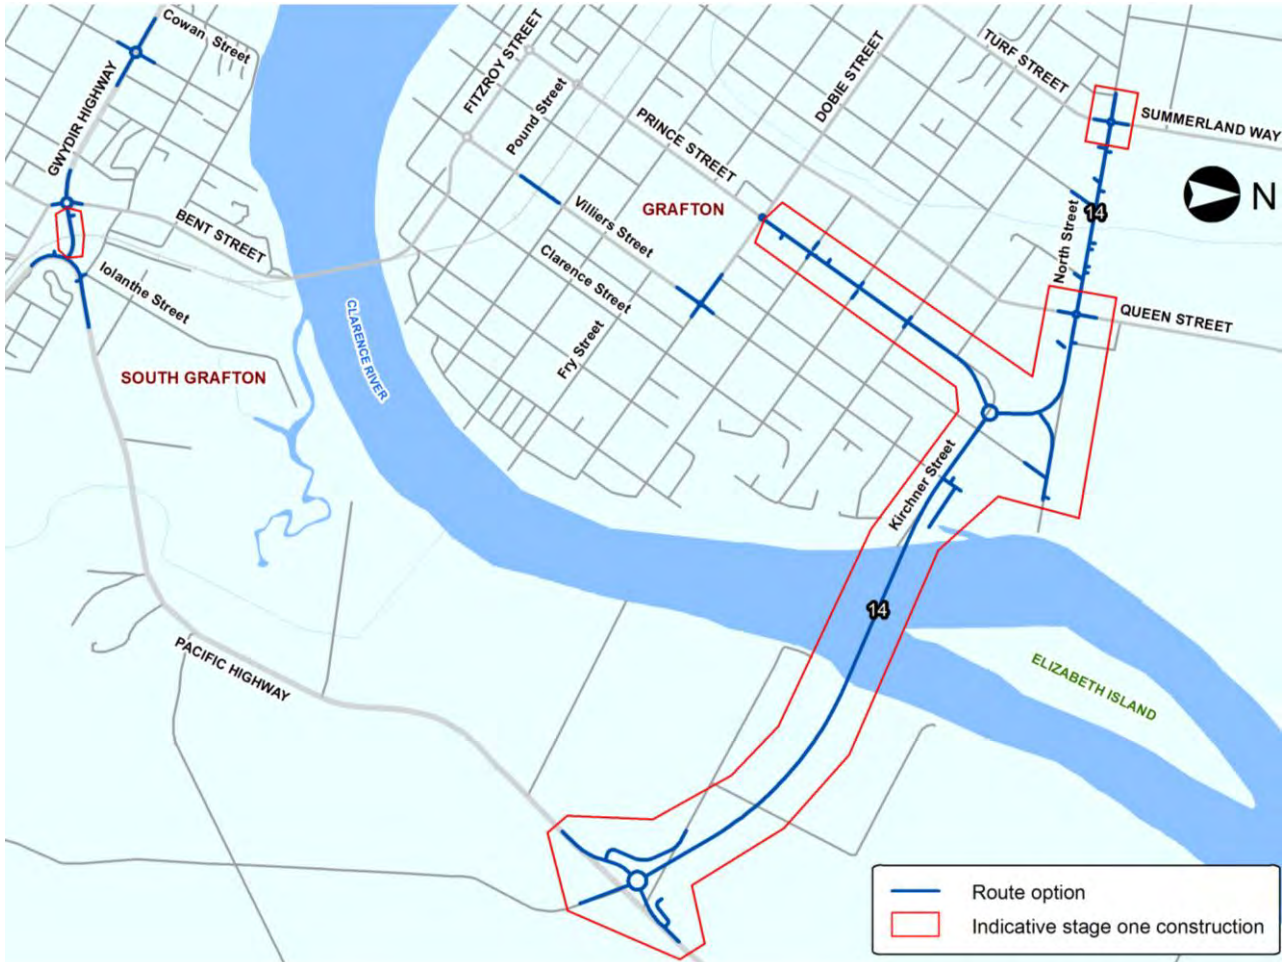 Cowan Street
GWYDIR HIGHWAY
FITZROY STREET
Pound Street
DOBIE STREET
TURF STREET
SUMMERLAND WAY
PRINCE STREET
N
14
North Street
GRAFTON
Villiers Street
BENT STREET
Iolanthe Street
Clarence Street
QUEEN STREET
CLARENCE RIVER
Fry Street
SOUTH GRAFTON
Kirchner Street
14
PACIFIC HIGHWAY
ELIZABETH ISLAND
Route option
Indicative stage one construction